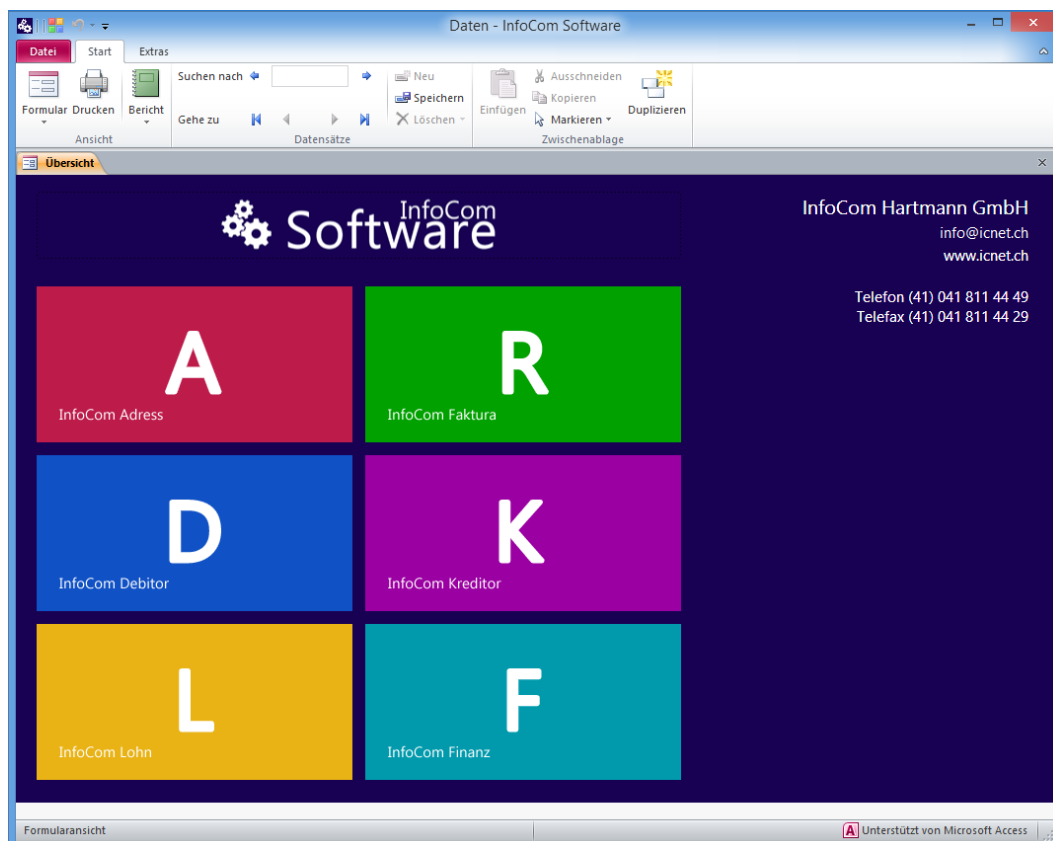 Daten - InfoCom Software
Datei Start Extras
Suchen nach
Neu
Speichern
Löschen
Gehe zu
Formular Drucken Bericht
Einfügen
Ausschneiden
Kopieren
Markieren
Duplizieren
Ansicht Datensätze Zwischenablage
Übersicht
InfoCom
Software
InfoCom Hartmann GmbH
info@icnet.ch
www.icnet.ch
Telefon (41) 041 811 44 49
Telefax (41) 041 811 44 29
A
InfoCom Adress
R
InfoCom Faktura
D
InfoCom Debitor
K
InfoCom Kreditor
L
InfoCom Lohn
F
InfoCom Finanz
Formularansicht
A Unterstützt von Microsoft Access